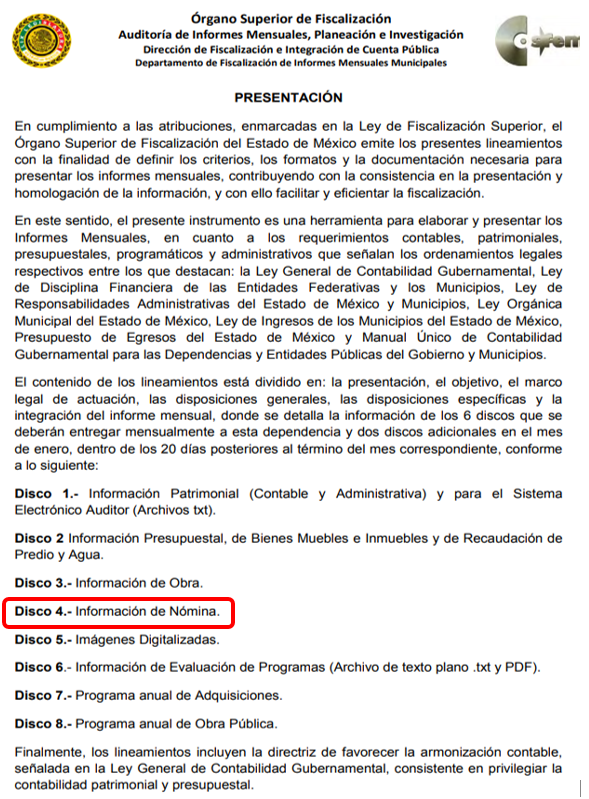 Órgano Superior de Fiscalización
Auditoría de Informes Mensuales, Planeación e Investigación
Dirección de Fiscalización e Integración de Cuenta Pública
Departamento de Fiscalización de Informes Mensuales Municipales
osfem
PRESENTACIÓN
En cumplimiento a las atribuciones, enmarcadas en la Ley de Fiscalización Superior, el
Órgano Superior de Fiscalización del Estado de México emite los presentes lineamientos
con la finalidad de definir los criterios, los formatos y la documentación necesaria para
presentar los informes mensuales, contribuyendo con la consistencia en la presentación y
homologación de la información, y con ello facilitar y eficientar la fiscalización.
En este sentido, el presente instrumento es una herramienta para elaborar y presentar los
Informes Mensuales, en cuanto a los requerimientos contables, patrimoniales,
presupuestales, programáticos y administrativos que señalan los ordenamientos legales
respectivos entre los que destacan: la Ley General de Contabilidad Gubernamental, Ley
de Disciplina Financiera de las Entidades Federativas y los Municipios, Ley de
Responsabilidades Administrativas del Estado de México y Municipios, Ley Orgánica
Municipal del Estado de México, Ley de Ingresos de los Municipios del Estado de México,
Presupuesto de Egresos del Estado de México y Manual Único de Contabilidad
Gubernamental para las Dependencias y Entidades Públicas del Gobierno y Municipios.
El contenido de los lineamientos está dividido en: la presentación, el objetivo, el marco
legal de actuación, las disposiciones generales, las disposiciones específicas y la
integración del informe mensual, donde se detalla la información de los 6 discos que se
deberán entregar mensualmente a esta dependencia y dos discos adicionales en el mes
de enero, dentro de los 20 días posteriores al término del mes correspondiente, conforme
a lo siguiente:
Disco 1.- Información Patrimonial (Contable y Administrativa) y para el Sistema
Electrónico Auditor (Archivos txt).
Disco 2 Información Presupuestal, de Bienes Muebles e Inmuebles y de Recaudación de
Predio y Agua.
Disco 3.- Información de Obra.
Disco 4.- Información de Nómina.
Disco 5.- Imágenes Digitalizadas.
Disco 6.- Información de Evaluación de Programas (Archivo de texto plano .txt y PDF).
Disco 7.- Programa anual de Adquisiciones.
Disco 8.- Programa anual de Obra Pública.
Finalmente, los lineamientos incluyen la directriz de favorecer la armonización contable,
señalada en la Ley General de Contabilidad Gubernamental, consistente en privilegiar la
contabilidad patrimonial y presupuestal.